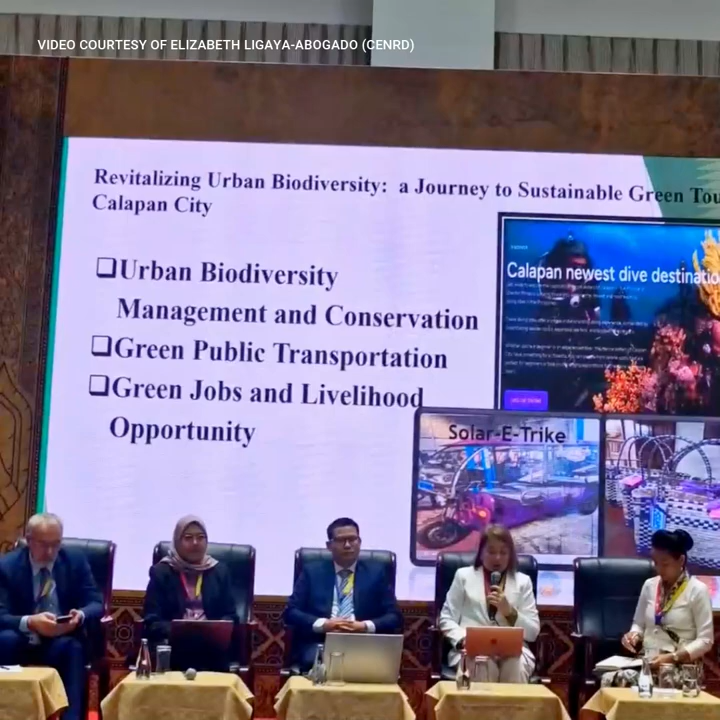 VIDEO COURTESY OF ELIZABETH LIGAYA-ABOGADO (CENRD)
Revitalizing Urban Biodiversity: a Journey to Sustainable Green Tou
Calapan City
❑Urban Biodiversity
Management and Conservation
❑Green Public Transportation
❑Green Jobs and Livelihood
Opportunity
Calapan newest dive destinatio
Solar-E-Trike